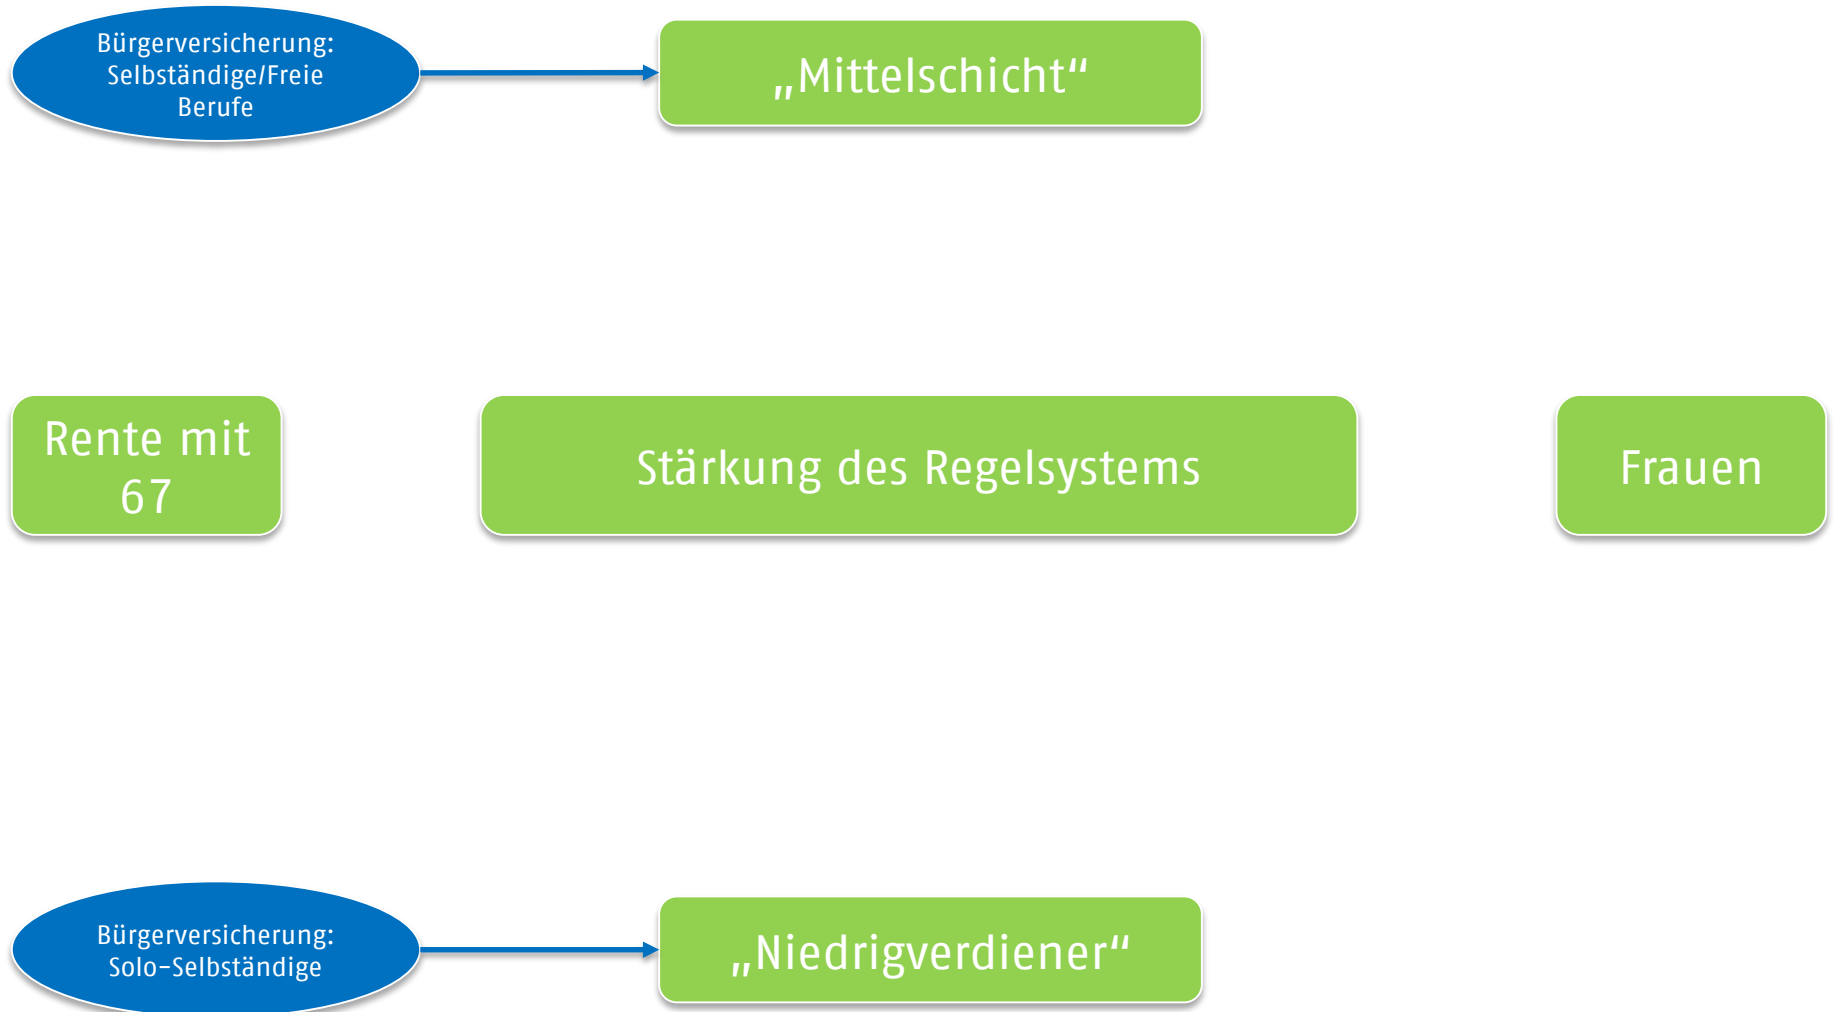 Bürgerversicherung:
Selbständige/Freie
Berufe
„Mittelschicht“
Rente mit
67
Stärkung des Regelsystems
Frauen
Bürgerversicherung:
Solo-Selbständige
„Niedrigverdiener“